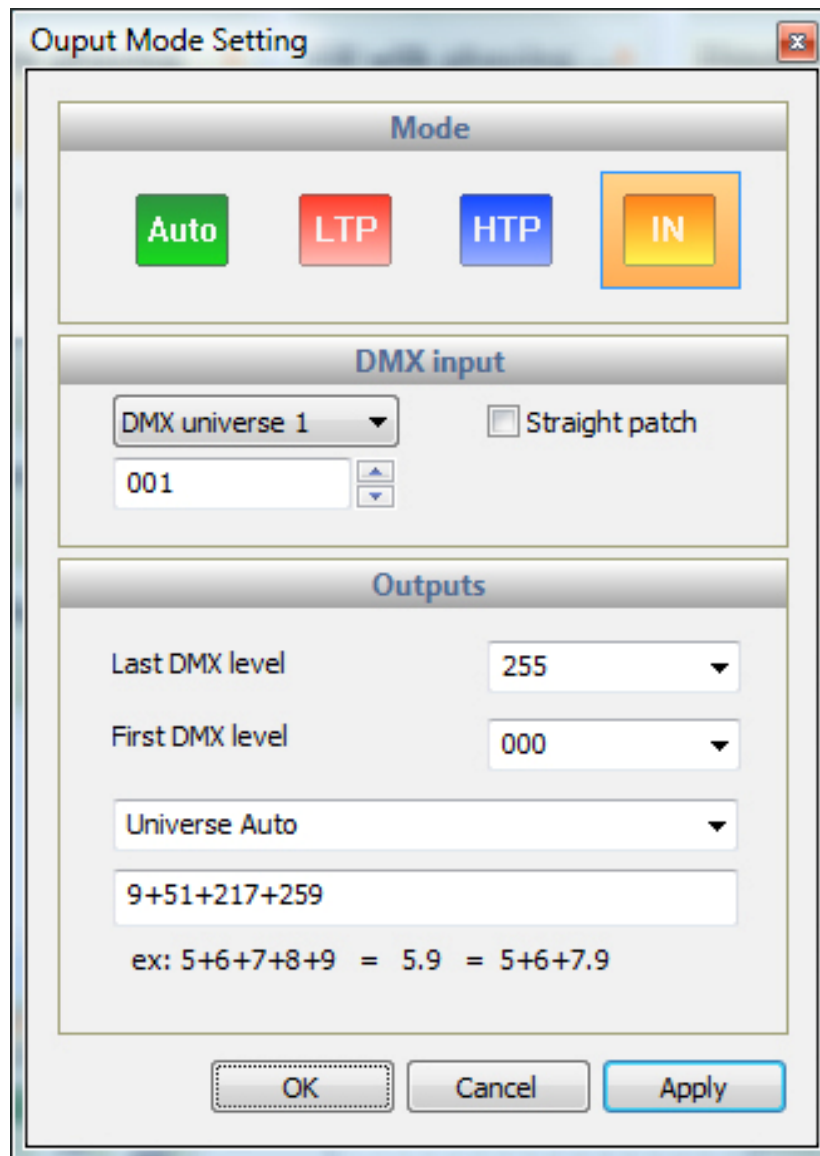 Ouput Mode Setting
Mode
Auto LTP HTP IN
DMX input
DMX universe 1 Straight patch
001
Outputs
Last DMX level 255
First DMX level 000
Universe Auto
9+51+217+259
ex: 5+6+7+8+9 = 5.9 = 5+6+7.9
OK Cancel Apply